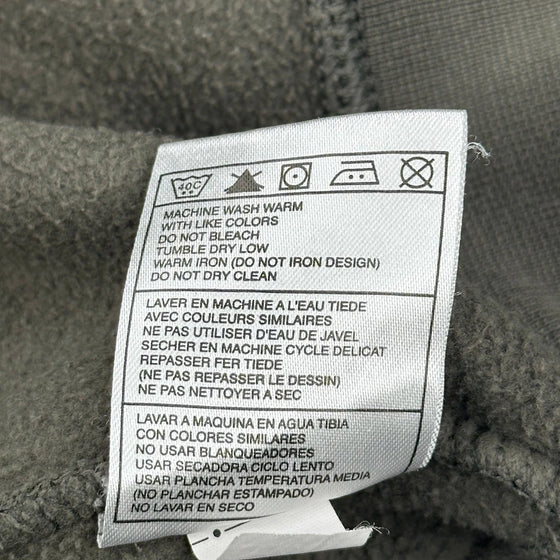 40C
MACHINE WASH WARM
WITH LIKE COLORS
DO NOT BLEACH
TUMBLE DRY LOW
WARM IRON (DO NOT IRON DESIGN)
DO NOT DRY CLEAN
LAVER EN MACHINE A L'EAU TIEDE
AVEC COULEURS SIMILAIRES
NE PAS UTILISER D'EAU DE JAVEL
SECHER EN MACHINE CYCLE DELICAT
REPASSER FER TIEDE
(NE PAS REPASSER LE DESSIN)
NE PAS NETTOYER A SEC
LAVAR A MAQUINA EN AGUA TIBIA
CON COLORES SIMILARES
NO USAR BLANQUEADORES
USAR SECADORA CICLO LENTO
USAR PLANCHA TEMPERATURA MEDIA
(NO PLANCHAR ESTAMPADO)
NO LAVAR EN SECO